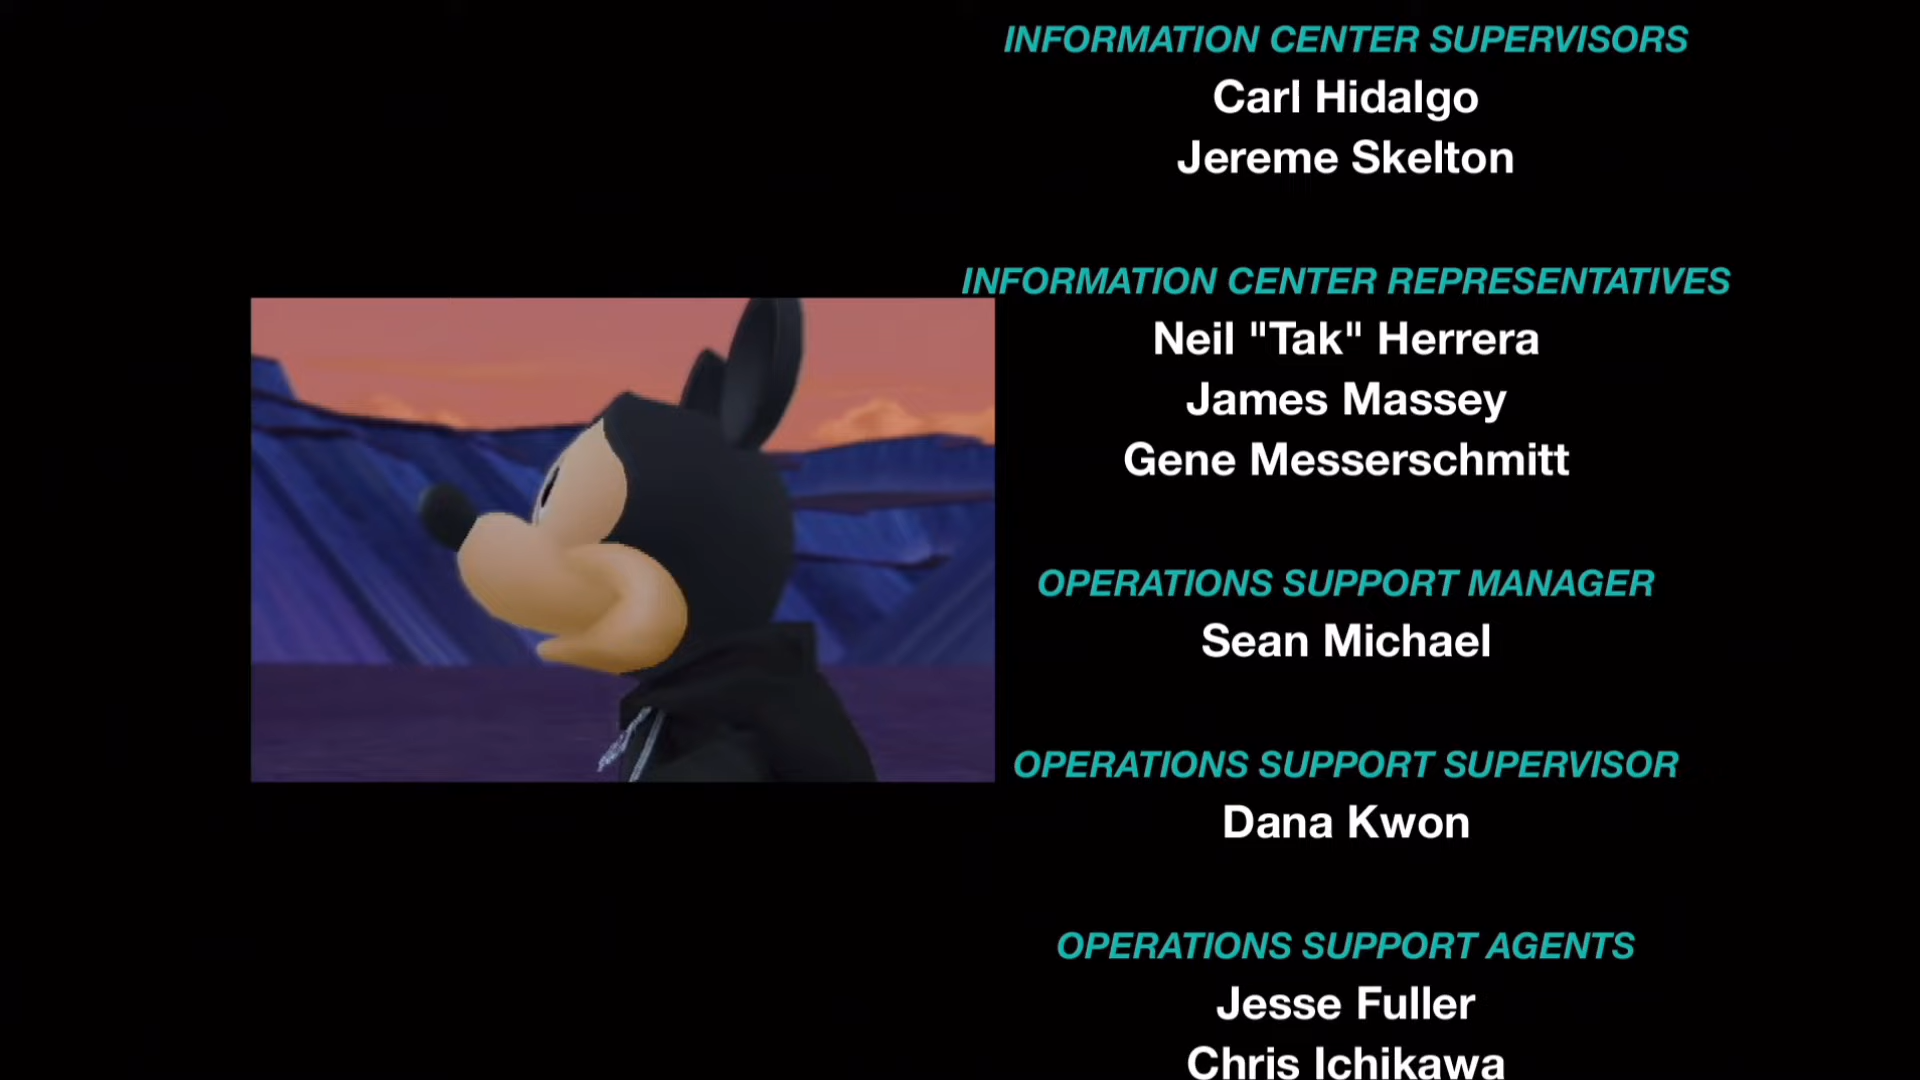 INFORMATION CENTER SUPERVISORS
Carl Hidalgo
Jereme Skelton
INFORMATION CENTER REPRESENTATIVES
Neil "Tak" Herrera
James Massey
Gene Messerschmitt
OPERATIONS SUPPORT MANAGER
Sean Michael
OPERATIONS SUPPORT SUPERVISOR
Dana Kwon
OPERATIONS SUPPORT AGENTS
Jesse Fuller
Chris Ichikawa